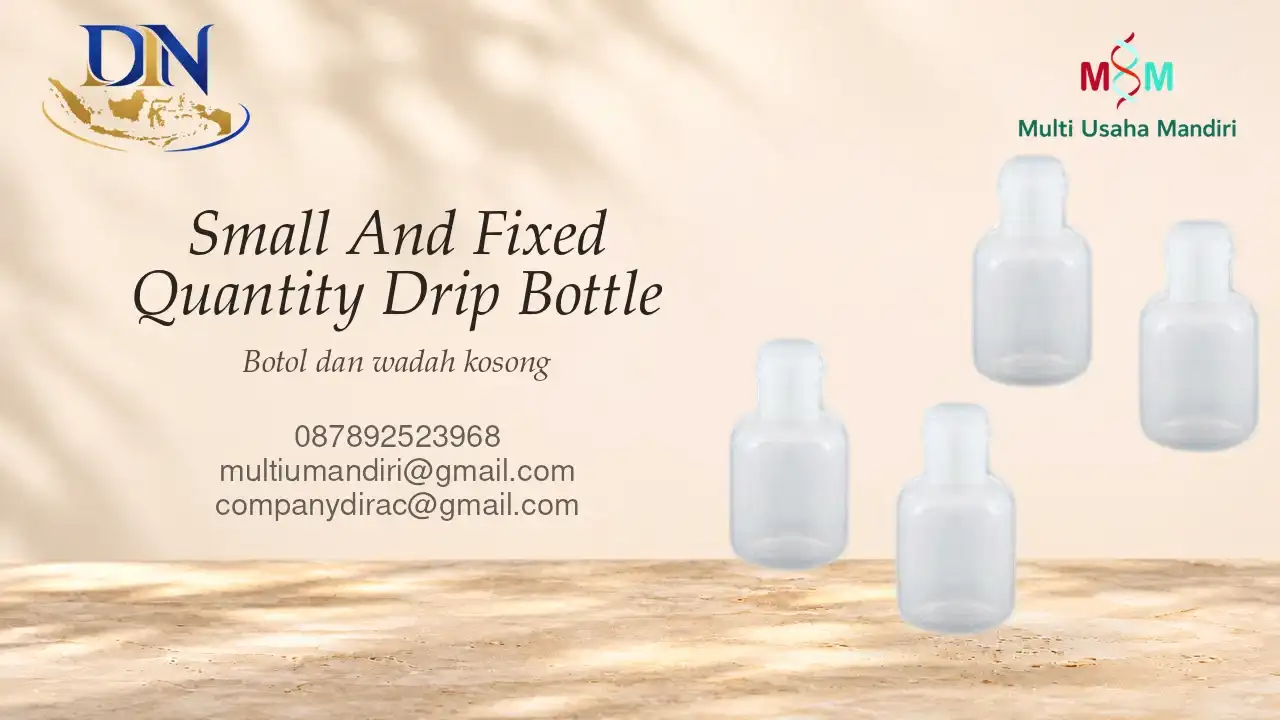 DIN
M M
Multi Usaha Mandiri
Small And Fixed
Quantity Drip Bottle
Botol dan wadah kosong
087892523968
multiumandiri@gmail.com
companydirac@gmail.com